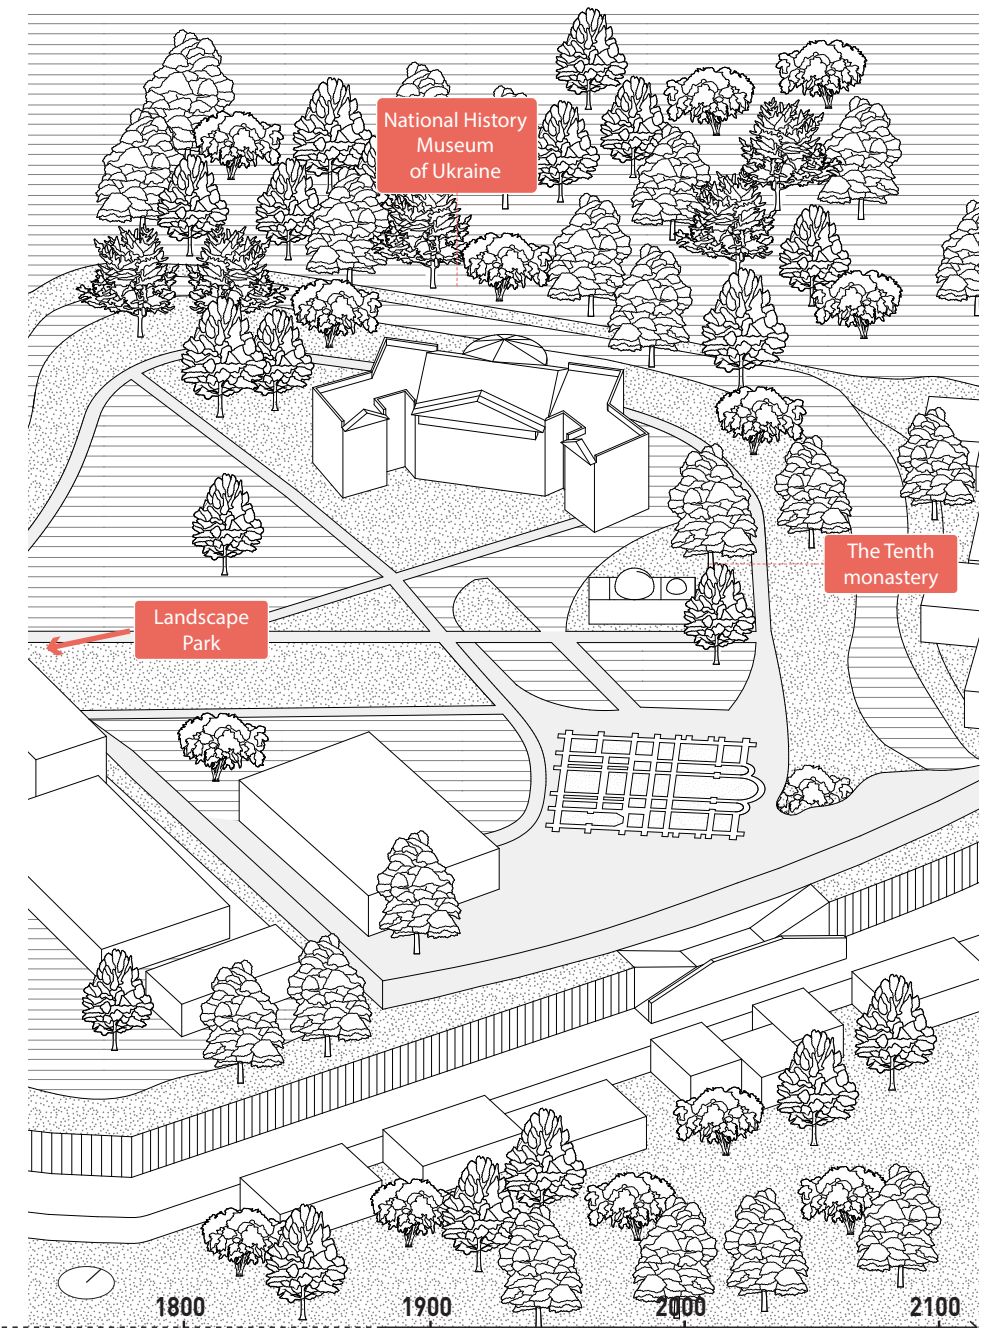 National History
Museum
of Ukraine
The Tenth
monastery
Landscape
Park
1800
1900
2000
2100